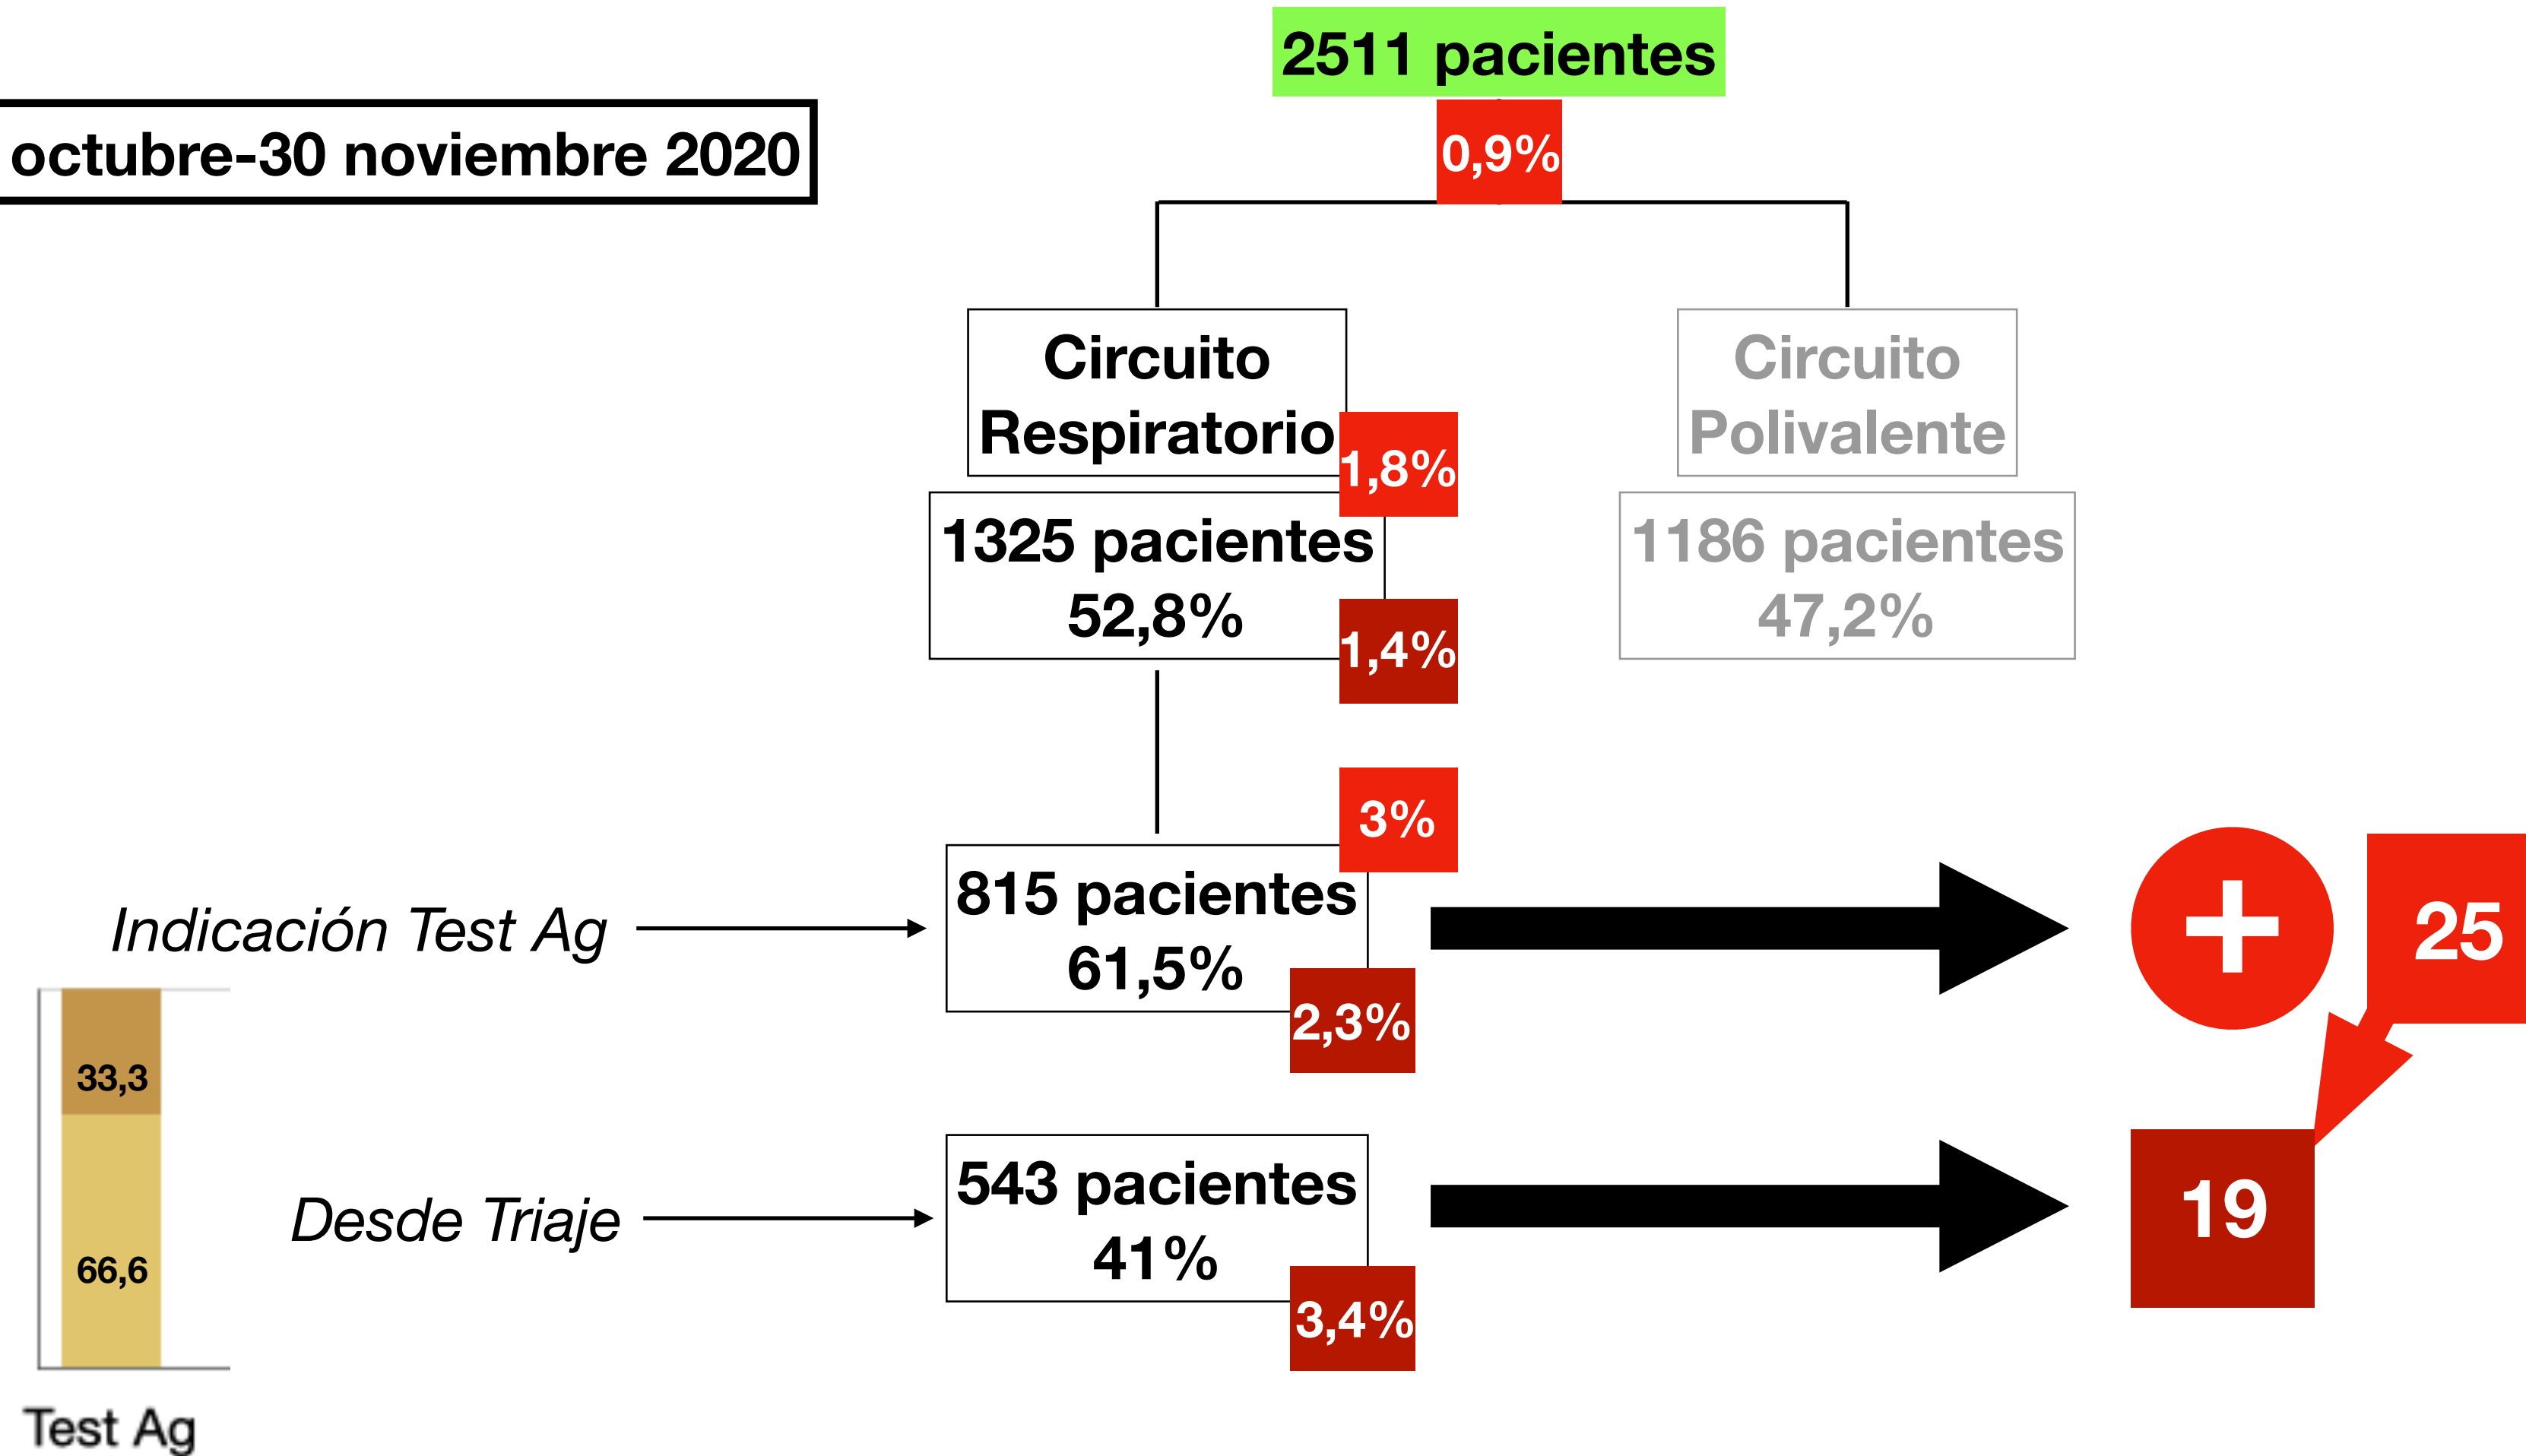 2511 pacientes
0,9%
octubre-30 noviembre 2020
Circuito
Respiratorio
1,8%
1325 pacientes
52,8%
1,4%
Circuito
Polivalente
1186 pacientes
47,2%
3%
Indicación Test Ag
815 pacientes
61,5%
2,3%
+
25
33,3
66,6
Test Ag
Desde Triaje
543 pacientes
41%
3,4%
19